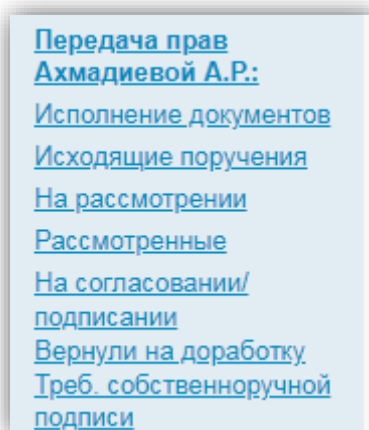 Передача прав
Ахмадиевой А.Р.:
Исполнение документов
Исходящие поручения
На рассмотрении
Рассмотренные
На согласовании/
подписании
Вернули на доработку
Треб. собственноручной
подписи